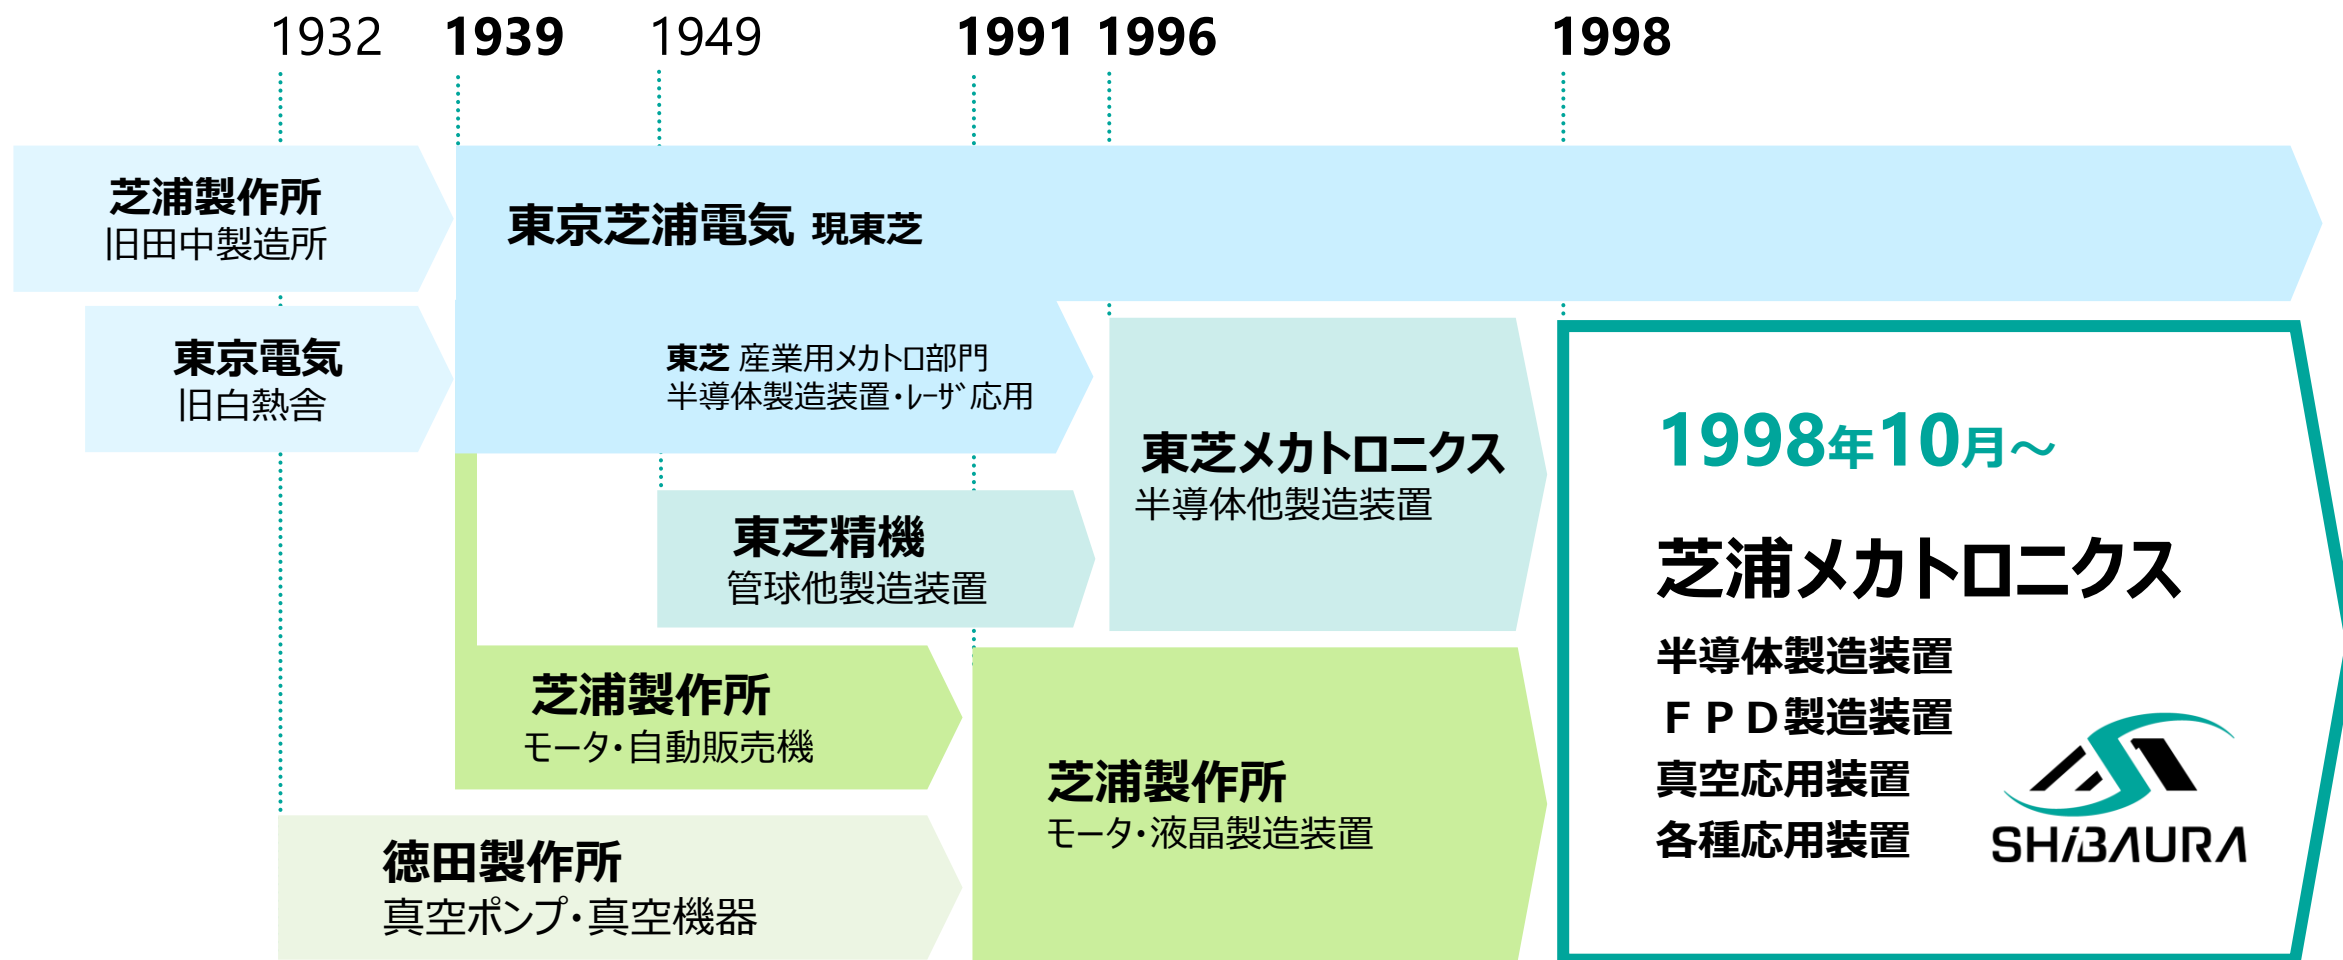 1932 1939 1949 1991 1996 1998
芝浦製作所
旧田中製造所
東京芝浦電気 現東芝
東京電気
旧白熱舎
東芝 産業用メカトロ部門
半導体製造装置・ﾚｰｻﾞ応用
東芝精機
管球他製造装置
東芝メカトロニクス
半導体他製造装置
芝浦製作所
モータ・自動販売機
徳田製作所
真空ポンプ・真空機器
芝浦製作所
モータ・液晶製造装置
1998年10月～
芝浦メカトロニクス
半導体製造装置
ＦＰＤ製造装置
真空応用装置
各種応用装置
SHiBAURA